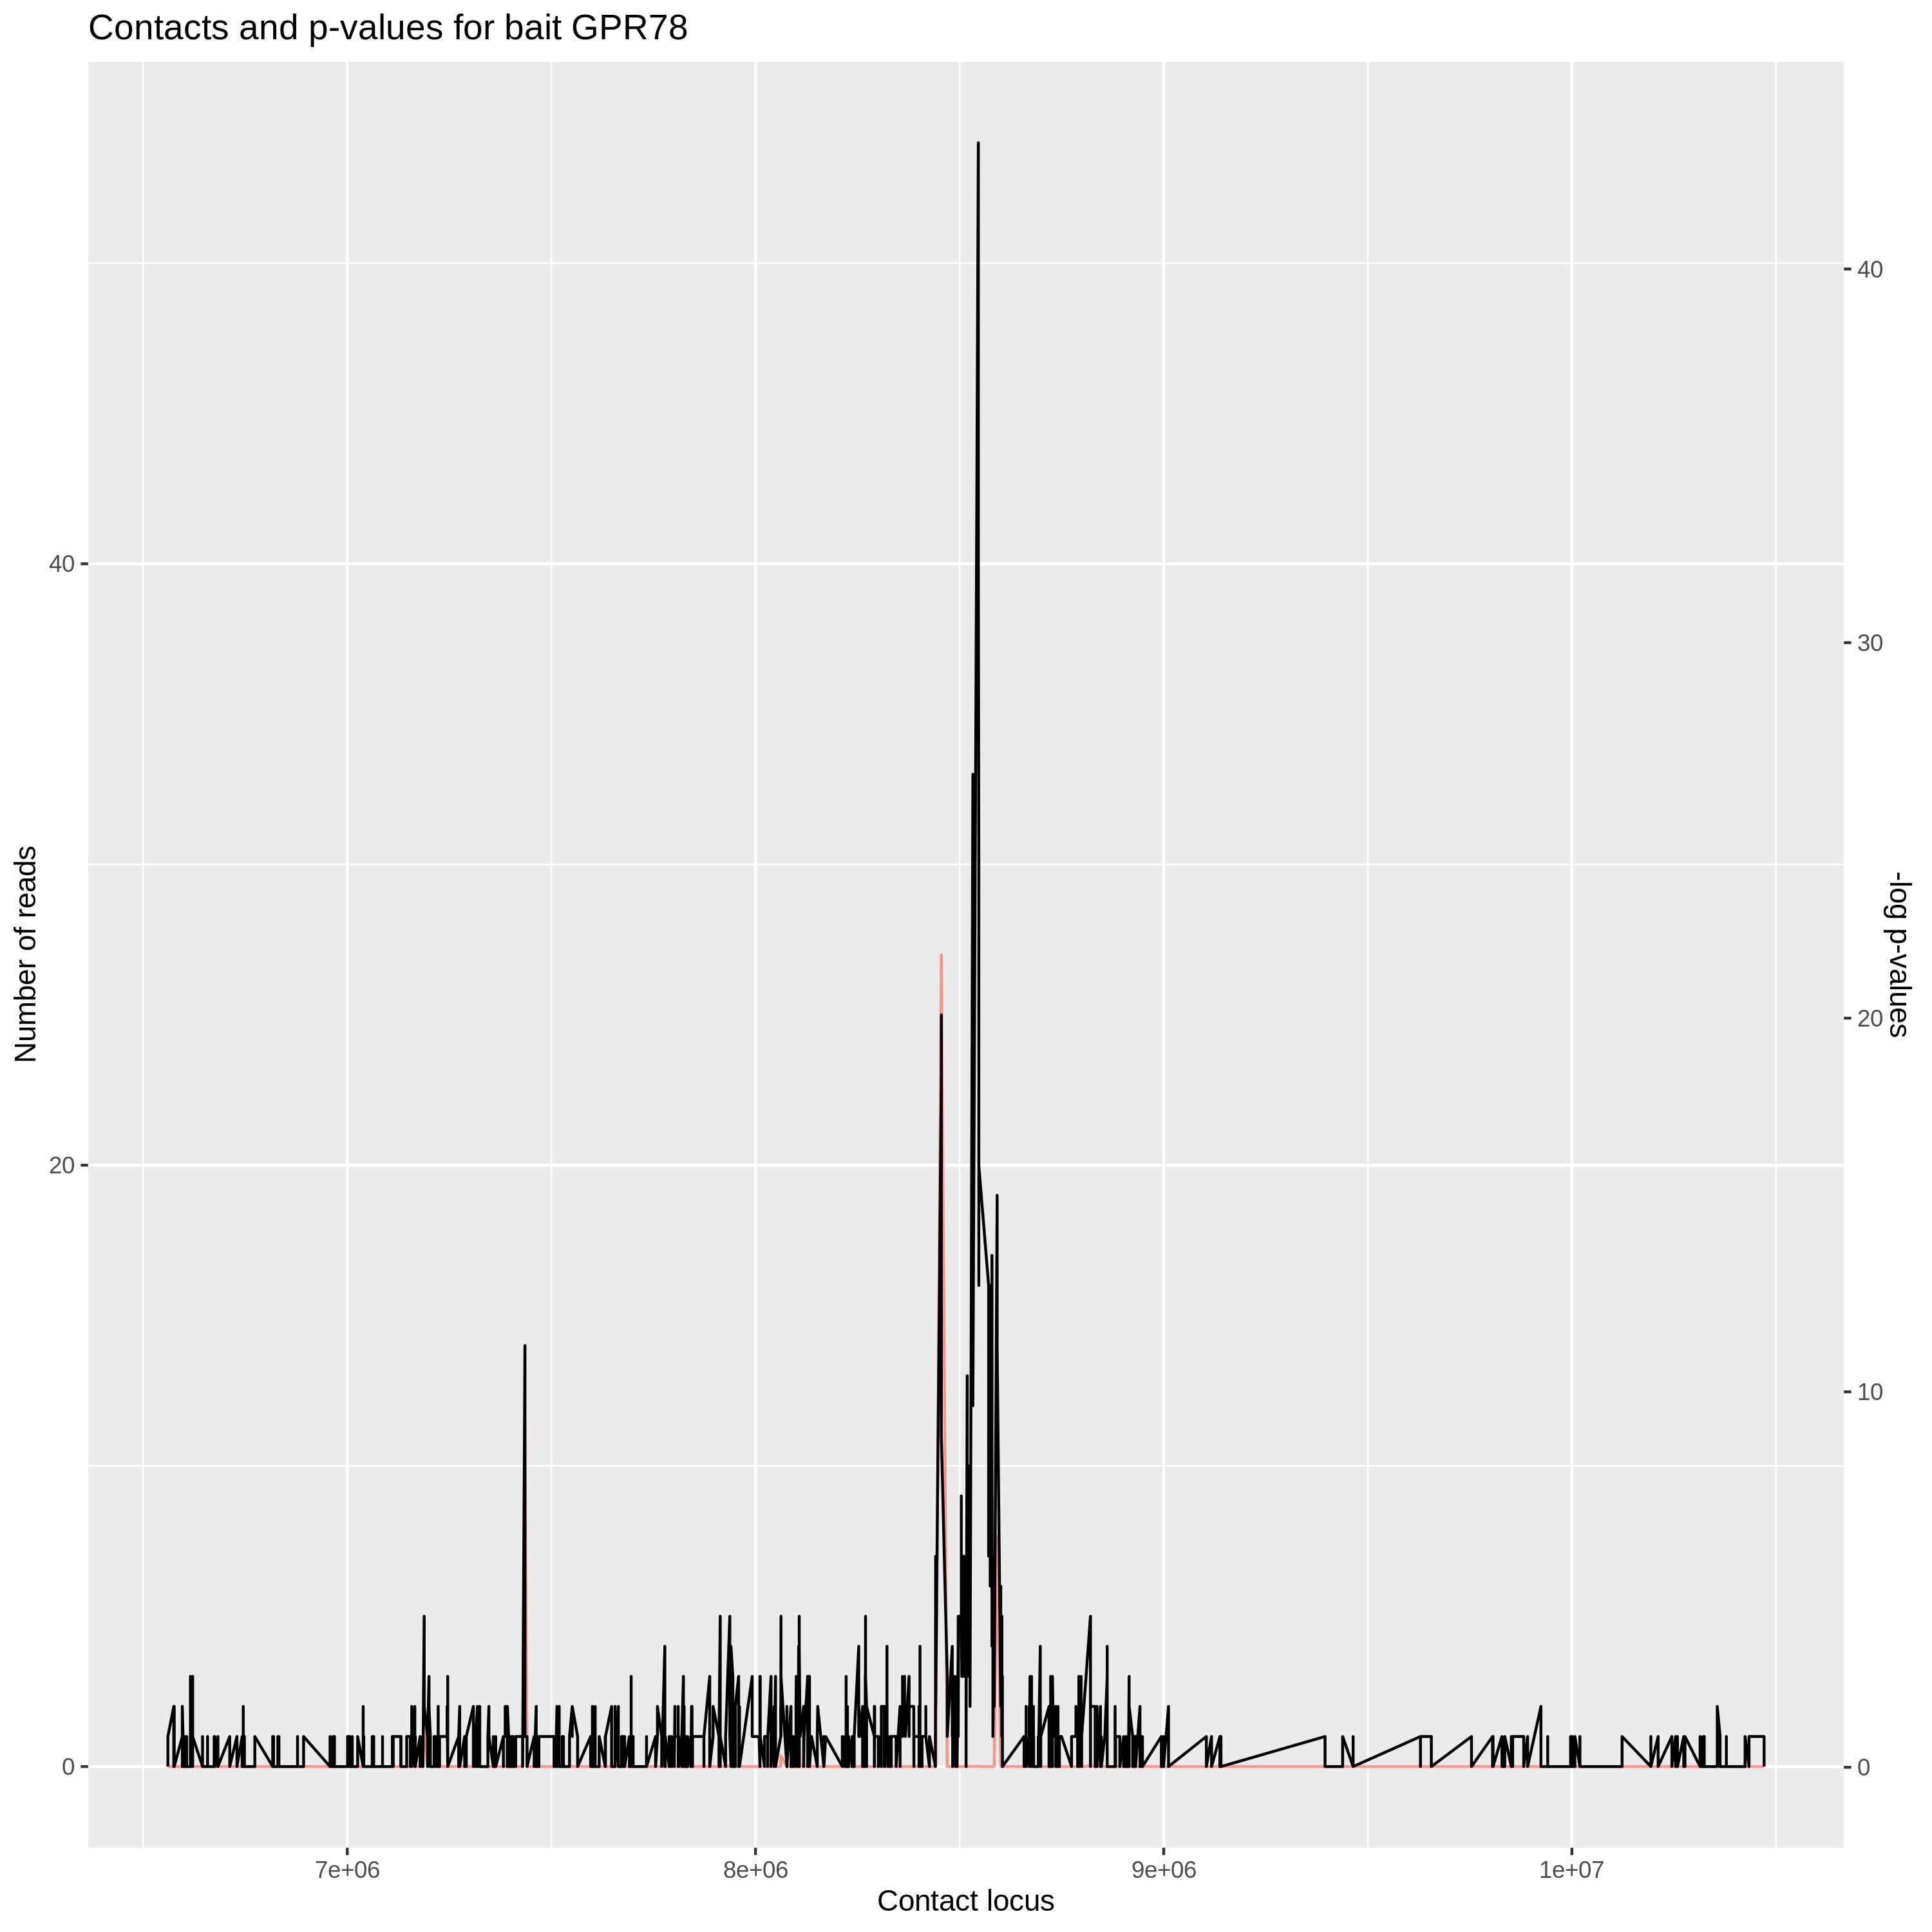 Contacts and p-values for bait GPR78
Number of reads
40
20
0
40
30
20
10
0
-log p-values
7e+06 8e+06 9e+06 1e+07
Contact locus